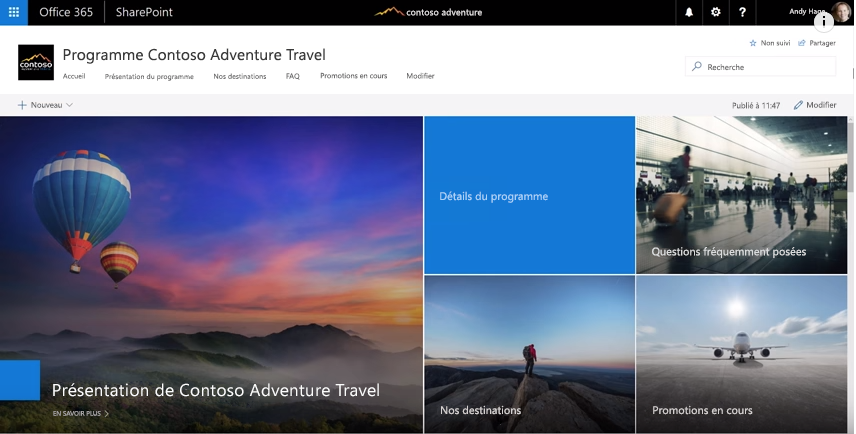 Office 365 SharePoint contoso adventure ? Andy
Non suivi Partager
contoso
Programme Contoso Adventure Travel
Accueil Présentation du programme Nos destinations FAQ Promotions en cours Modifier
Recherche
Nouveau Publié à 11:47 Modifier
Détails du programme
Questions fréquemment posées
Présentation de Contoso Adventure Travel
EN SAVOIR PLUS
Nos destinations
Promotions en cours